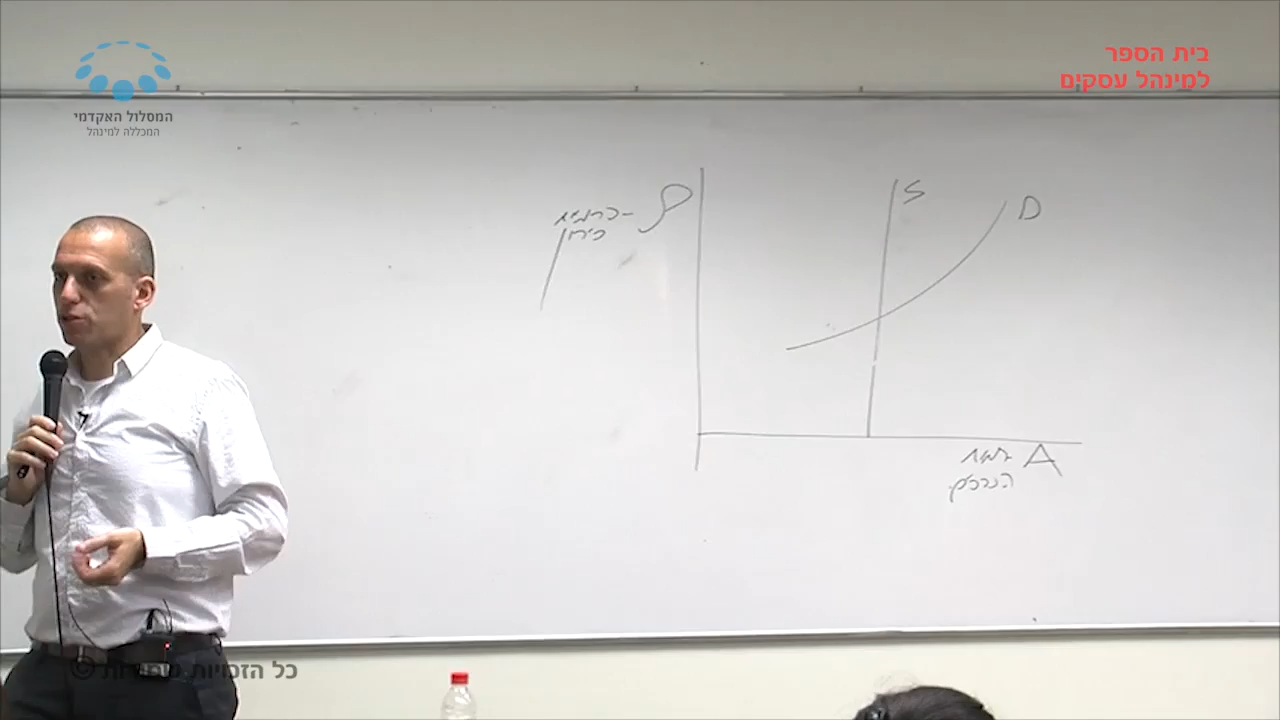 בית הספר
למינהל עסקים
המסלול האקדמי
המכללה למינהל
P
S
D
A
כל הזכויות שמורות ©